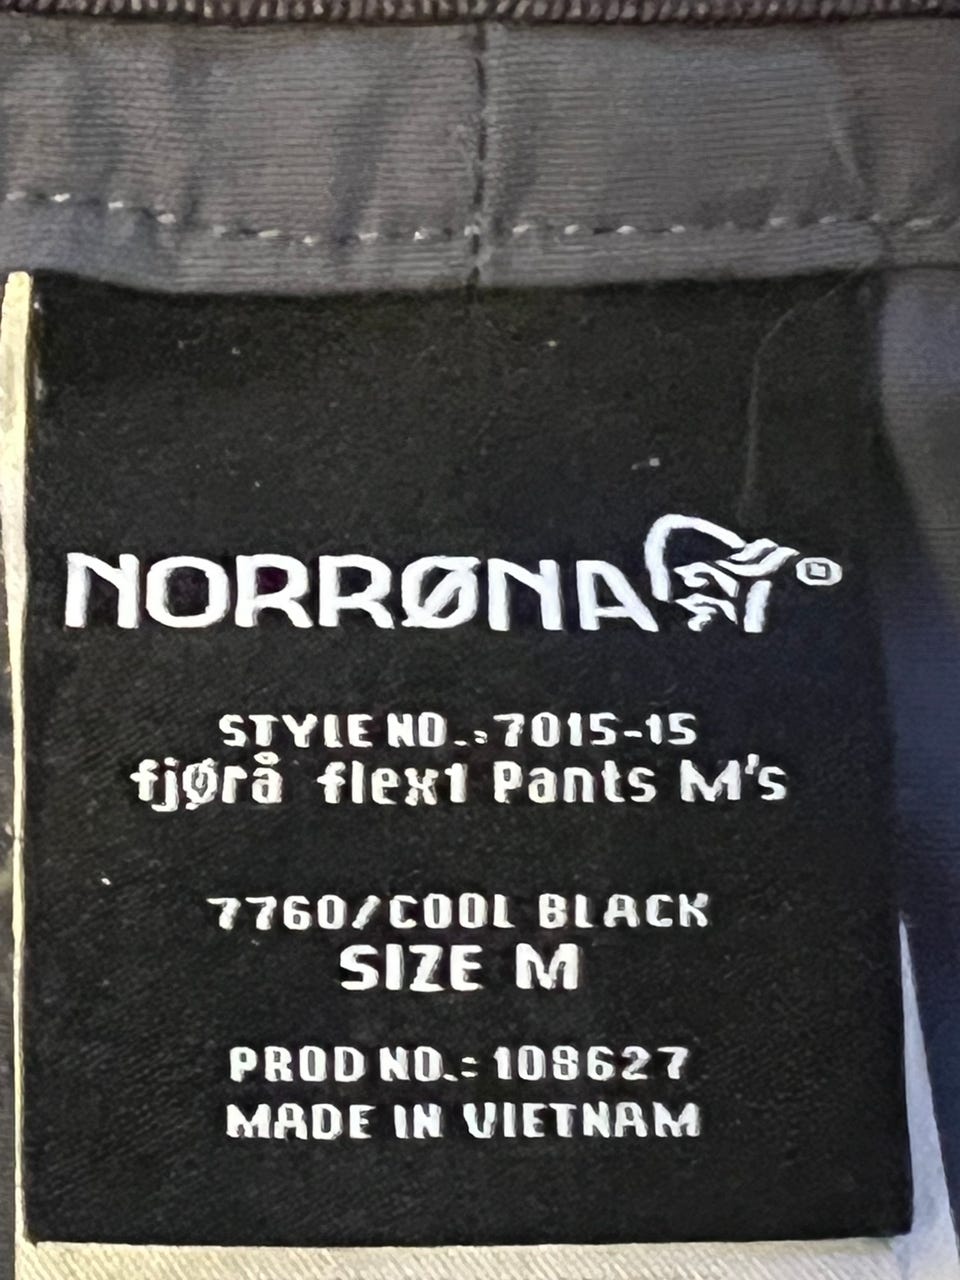 NORRØNA®
STYLE NO.:7015-15
fjørå flex1 Pants M's
7760/COOL BLACK
SIZE M
PROD NO.:108627
MADE IN VIETNAM